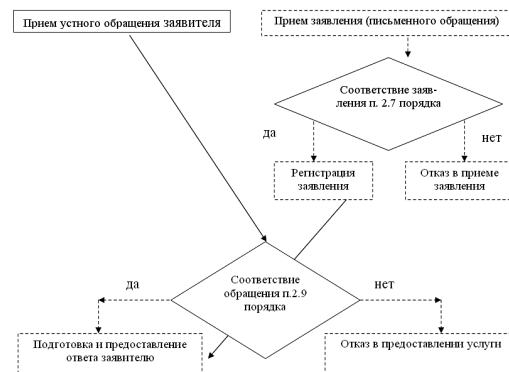 Прием устного обращения заявителя
Прием заявления (письменного обращения)
Соответствие заяв-
ления п. 2.7 порядка
да
нет
Регистрация
заявления
Отказ в приеме
заявления
Соответствие
обращения п.2.9
порядка
да
нет
Подготовка и предоставление
ответа заявителю
Отказ в предоставлении услуги